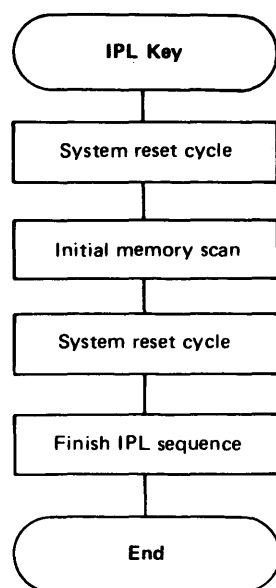 IPL Key
System reset cycle
Initial memory scan
System reset cycle
Finish IPL sequence
End